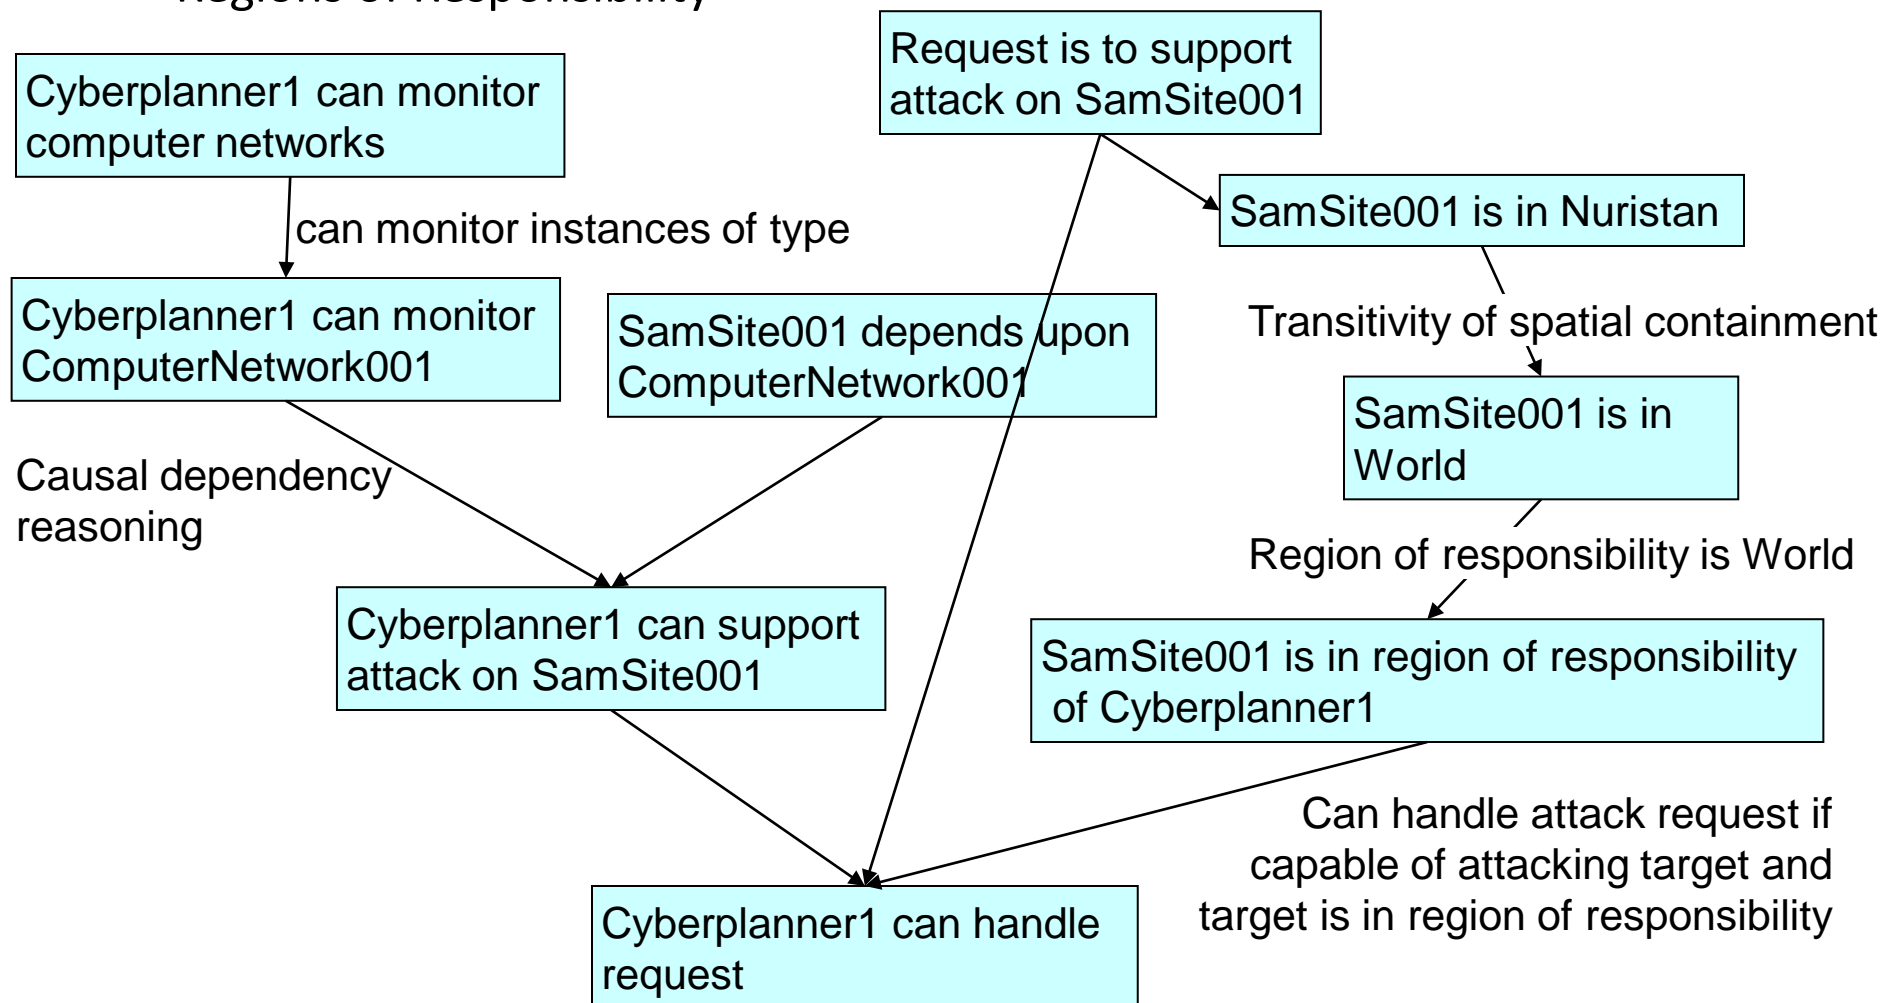 Regions of Responsibility
Request is to support
attack on SamSite001
Cyberplanner1 can monitor
computer networks
SamSite001 is in Nuristan
can monitor instances of type
Cyberplanner1 can monitor
ComputerNetwork001
SamSite001 depends upon
ComputerNetwork001
Transitivity of spatial containment
SamSite001 is in
World
Causal dependency
reasoning
Region of responsibility is World
Cyberplanner1 can support
attack on SamSite001
SamSite001 is in region of responsibility
of Cyberplanner1
Can handle attack request if
capable of attacking target and
target is in region of responsibility
Cyberplanner1 can handle
request